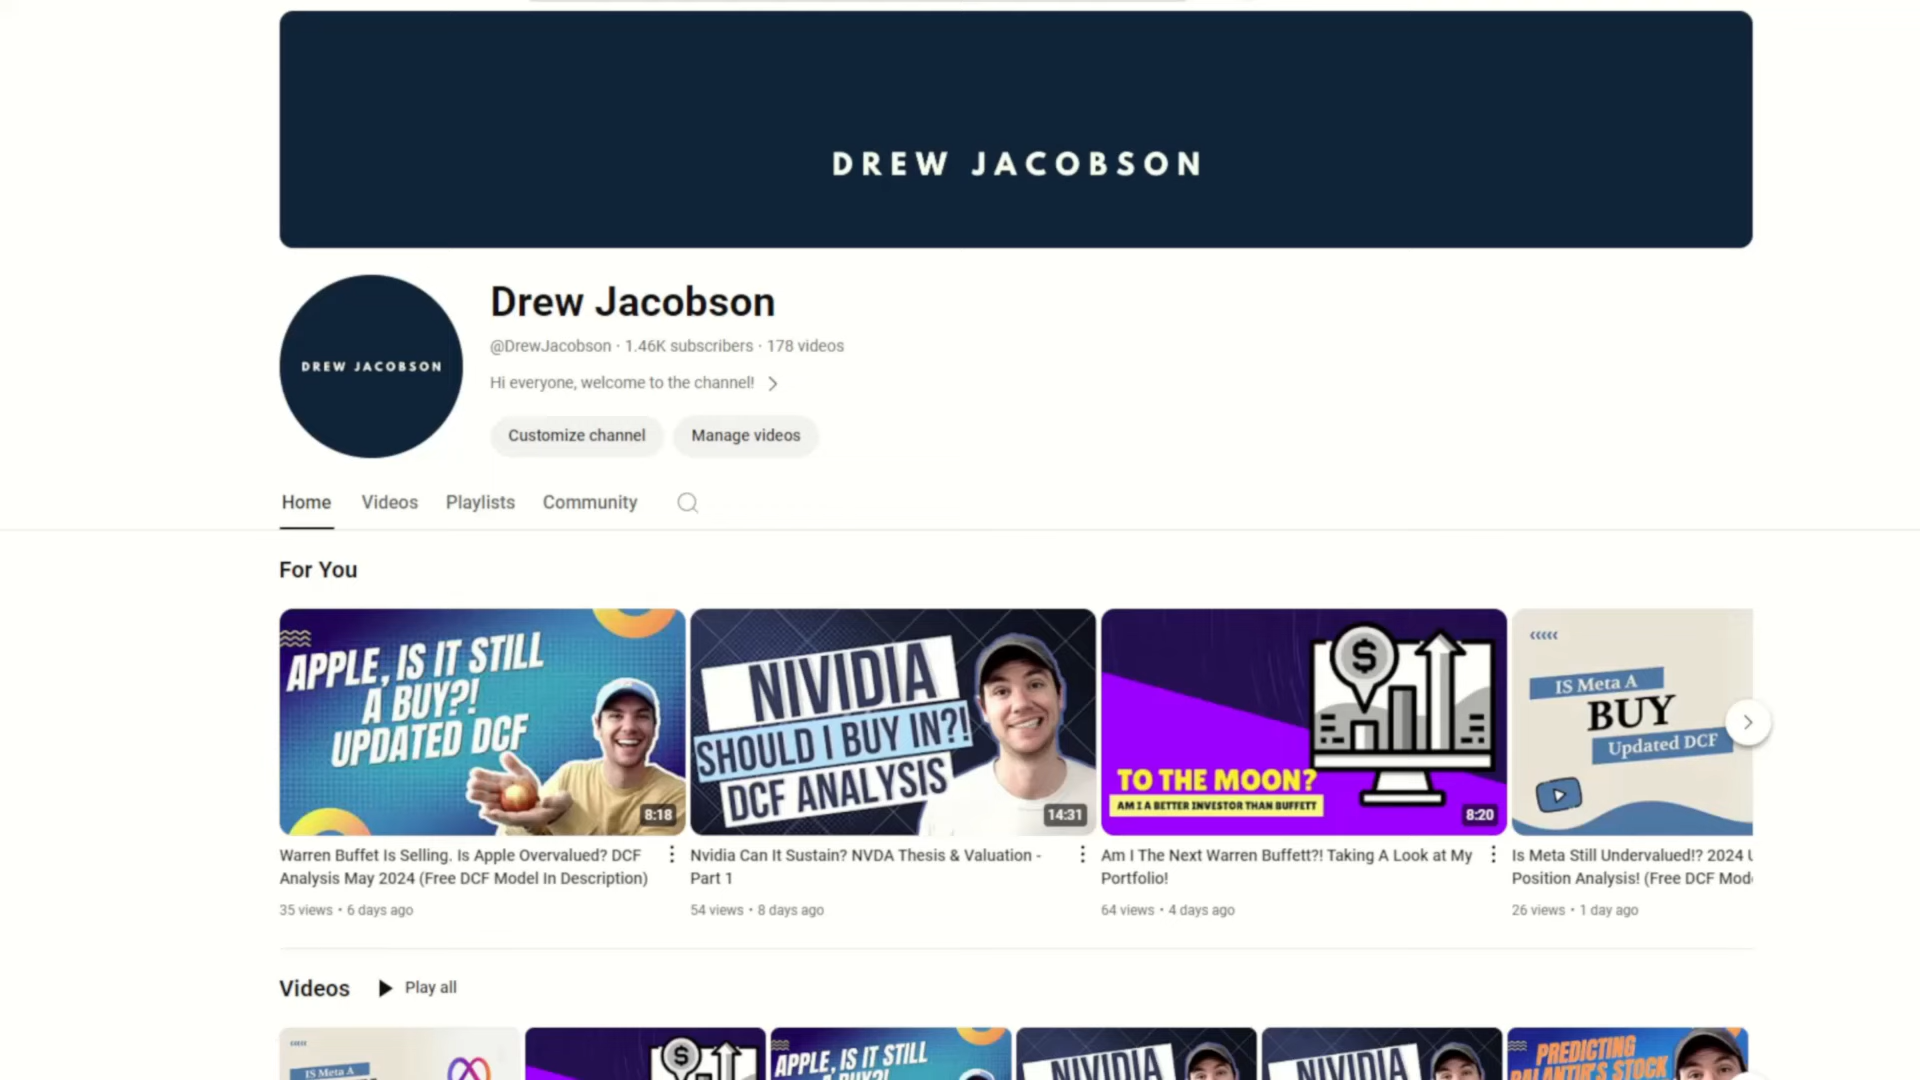 DREW JACOBSON
DREW JACOBSON
Drew Jacobson
@DrewJacobson · 1.46K subscribers · 178 videos
Hi everyone, welcome to the channel!
Customize channel
Manage videos
Home
Videos
Playlists
Community
For You
APPLE, IS IT STILL
A BUY?!
UPDATED DCF
8:18
NIVIDIA
SHOULD I BUY IN?!
DCF ANALYSIS
14:31
$
TO THE MOON?
AM I A BETTER INVESTOR THAN BUFFETT
8:20
IS Meta A
BUY
Updated DCF
Warren Buffet Is Selling. Is Apple Overvalued? DCF
Analysis May 2024 (Free DCF Model In Description)
35 views • 6 days ago
Nvidia Can It Sustain? NVDA Thesis & Valuation -
Part 1
54 views • 8 days ago
Am I The Next Warren Buffett?! Taking A Look at My
Portfolio!
64 views • 4 days ago
Is Meta Still Undervalued!? 2024
Position Analysis! (Free DCF
26 views • 1 day ago
Videos
Play all
IS Meta A
$
APPLE, IS IT STILL
A BUY?!
NIVIDIA
NIVIDIA
PREDICTING
PALANTIR'S STOCK